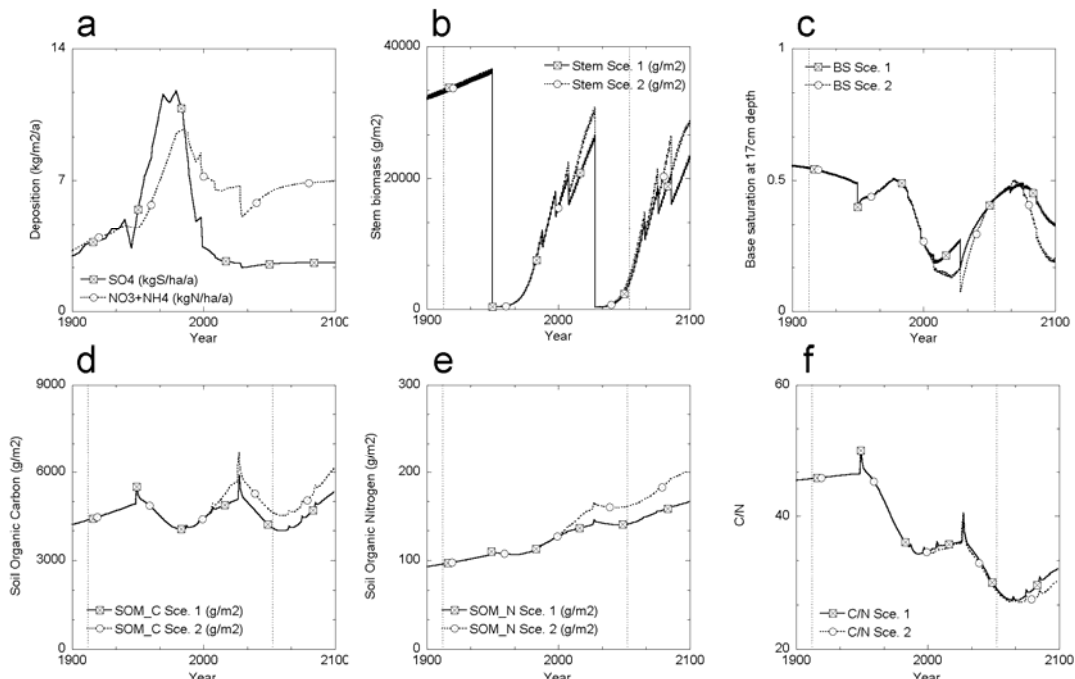 a
Deposition (kg/m2/a)
14
7
0
SO4 (kgS/ha/a)
NO3+NH4 (kgN/ha/a)
1900
2000
2100
Year
b
Stem biomass (g/m2)
40000
20000
0
Stem Sce. 1 (g/m2)
Stem Sce. 2 (g/m2)
1900
2000
2100
Year
c
Base saturation at 17cm depth
1
0.5
0
BS Sce. 1
BS Sce. 2
1900
2000
2100
Year
d
Soil Organic Carbon (g/m2)
9000
6000
3000
0
SOM_C Sce. 1 (g/m2)
SOM_C Sce. 2 (g/m2)
1900
2000
2100
Year
e
Soil Organic Nitrogen (g/m2)
300
200
100
0
SOM_N Sce. 1 (g/m2)
SOM_N Sce. 2 (g/m2)
1900
2000
2100
Year
f
C/N
60
40
20
C/N Sce. 1
C/N Sce. 2
1900
2000
2100
Year